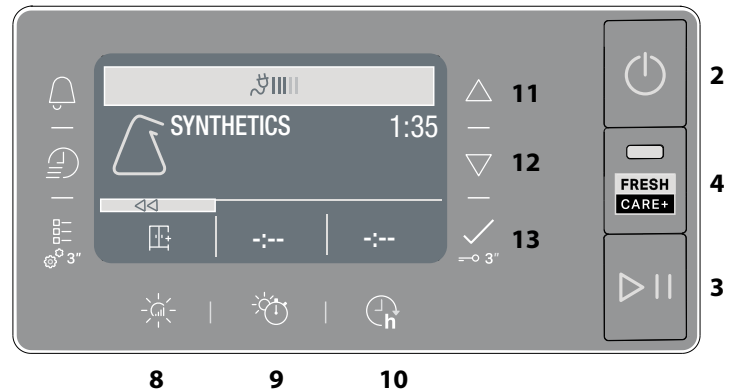 2
11
SYNTHETICS 1:35
12
4
FRESH
CARE+
-:-- -:--
13
3"
3"
3
h
8 9 10